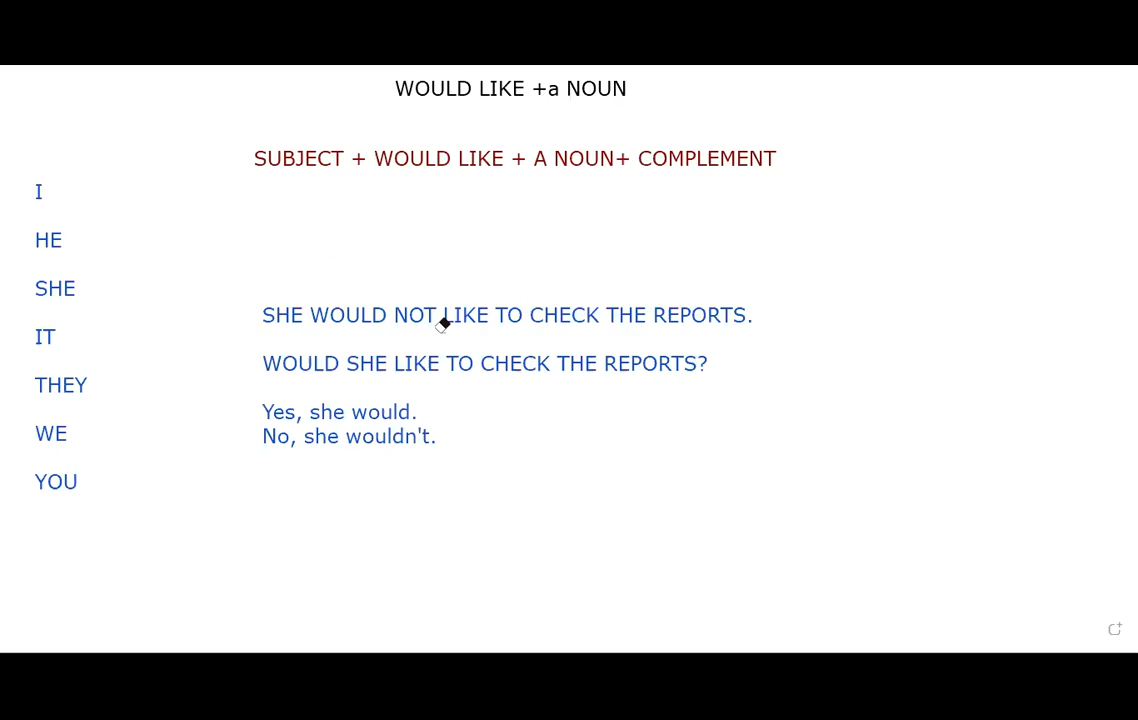 WOULD LIKE +a NOUN
SUBJECT + WOULD LIKE + A NOUN+ COMPLEMENT
I
HE
SHE
IT
THEY
WE
YOU
SHE WOULD NOT LIKE TO CHECK THE REPORTS.
WOULD SHE LIKE TO CHECK THE REPORTS?
Yes, she would.
No, she wouldn't.